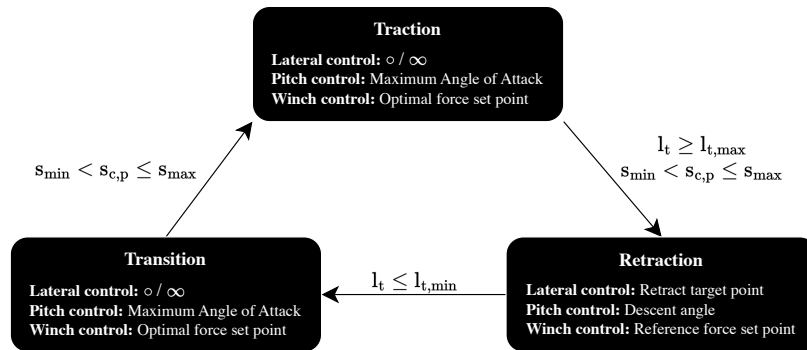 Traction
Lateral control: ○ / ∞
Pitch control: Maximum Angle of Attack
Winch control: Optimal force set point
l_t ≥ l_t,max
s_min < s_c,p ≤ s_max
s_min < s_c,p ≤ s_max
Transition
Lateral control: ○ / ∞
Pitch control: Maximum Angle of Attack
Winch control: Optimal force set point
l_t ≤ l_t,min
Retraction
Lateral control: Retract target point
Pitch control: Descent angle
Winch control: Reference force set point